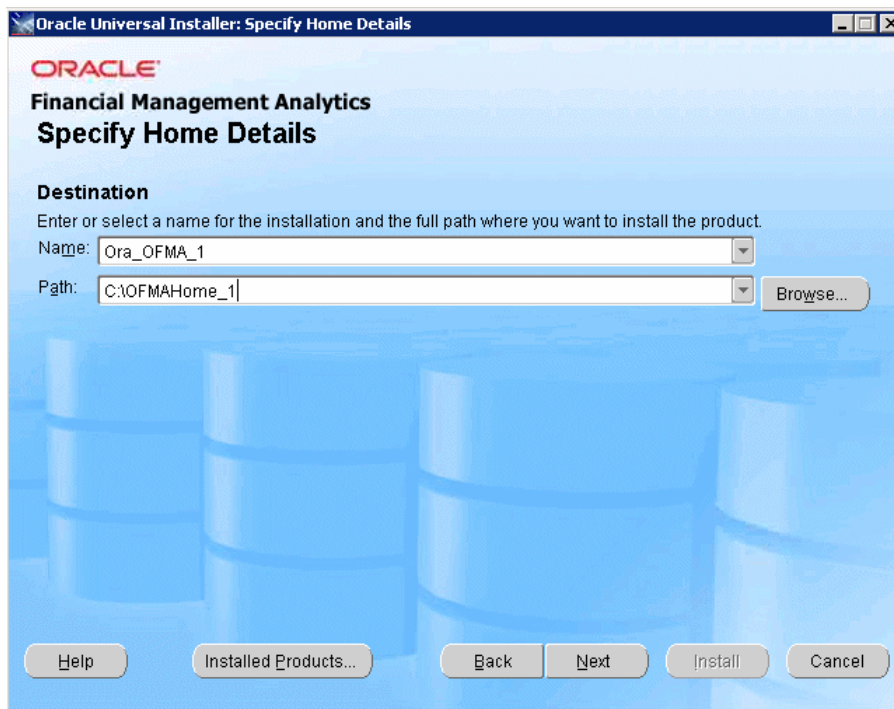 Oracle Universal Installer: Specify Home Details
ORACLE
Financial Management Analytics
Specify Home Details
Destination
Enter or select a name for the installation and the full path where you want to install the product.
Name: Ora_OFMA_1
Path: C:\OFMAHome_1
Browse...
Help Installed Products... Back Next Install Cancel